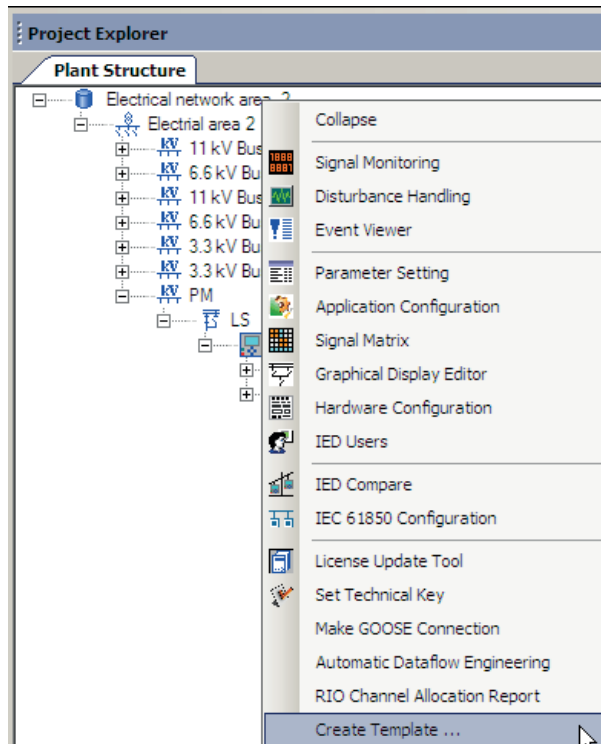 Project Explorer
Plant Structure
Electrical network area_2
Electrial area 2
11 kV Bus
6.6 kV Bu
11 kV Bus
6.6 kV Bu
3.3 kV Bu
3.3 kV Bu
PM
LS
Collapse
Signal Monitoring
Disturbance Handling
Event Viewer
Parameter Setting
Application Configuration
Signal Matrix
Graphical Display Editor
Hardware Configuration
IED Users
IED Compare
IEC 61850 Configuration
License Update Tool
Set Technical Key
Make GOOSE Connection
Automatic Dataflow Engineering
RIO Channel Allocation Report
Create Template ...